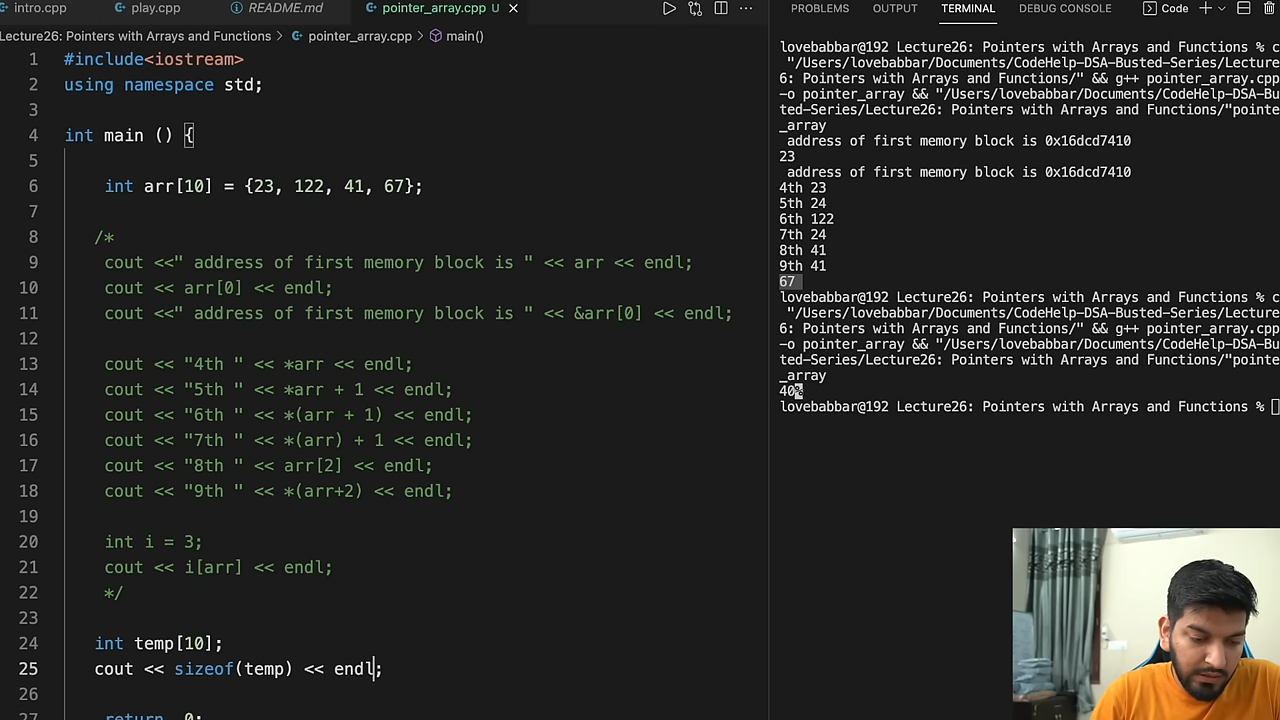 intro.cpp play.cpp README.md pointer_array.cpp U
Lecture26: Pointers with Arrays and Functions > pointer_array.cpp > main()
1 #include<iostream>
2 using namespace std;
3
4 int main () {
5
6 int arr[10] = {23, 122, 41, 67};
7
8 /*
9 cout <<" address of first memory block is " << arr << endl;
10 cout << arr[0] << endl;
11 cout <<" address of first memory block is " << &arr[0] << endl;
12
13 cout << "4th " << *arr << endl;
14 cout << "5th " << *arr + 1 << endl;
15 cout << "6th " << *(arr + 1) << endl;
16 cout << "7th " << *(arr) + 1 << endl;
17 cout << "8th " << arr[2] << endl;
18 cout << "9th " << *(arr+2) << endl;
19
20 int i = 3;
21 cout << i[arr] << endl;
22 */
23
24 int temp[10];
25 cout << sizeof(temp) << endl;
26
27 return 0;
PROBLEMS OUTPUT TERMINAL DEBUG CONSOLE Code
lovebabbar@192 Lecture26: Pointers with Arrays and Functions % c
"/Users/lovebabbar/Documents/CodeHelp-DSA-Busted-Series/Lecture
6: Pointers with Arrays and Functions/" && g++ pointer_array.cpp
-o pointer_array && "/Users/lovebabbar/Documents/CodeHelp-DSA-Bu
ted-Series/Lecture26: Pointers with Arrays and Functions/"pointe
_array
address of first memory block is 0x16dcd7410
23
address of first memory block is 0x16dcd7410
4th 23
5th 24
6th 122
7th 24
8th 41
9th 41
67
lovebabbar@192 Lecture26: Pointers with Arrays and Functions % c
"/Users/lovebabbar/Documents/CodeHelp-DSA-Busted-Series/Lecture
6: Pointers with Arrays and Functions/" && g++ pointer_array.cpp
-o pointer_array && "/Users/lovebabbar/Documents/CodeHelp-DSA-Bu
ted-Series/Lecture26: Pointers with Arrays and Functions/"pointe
_array
40%
lovebabbar@192 Lecture26: Pointers with Arrays and Functions %